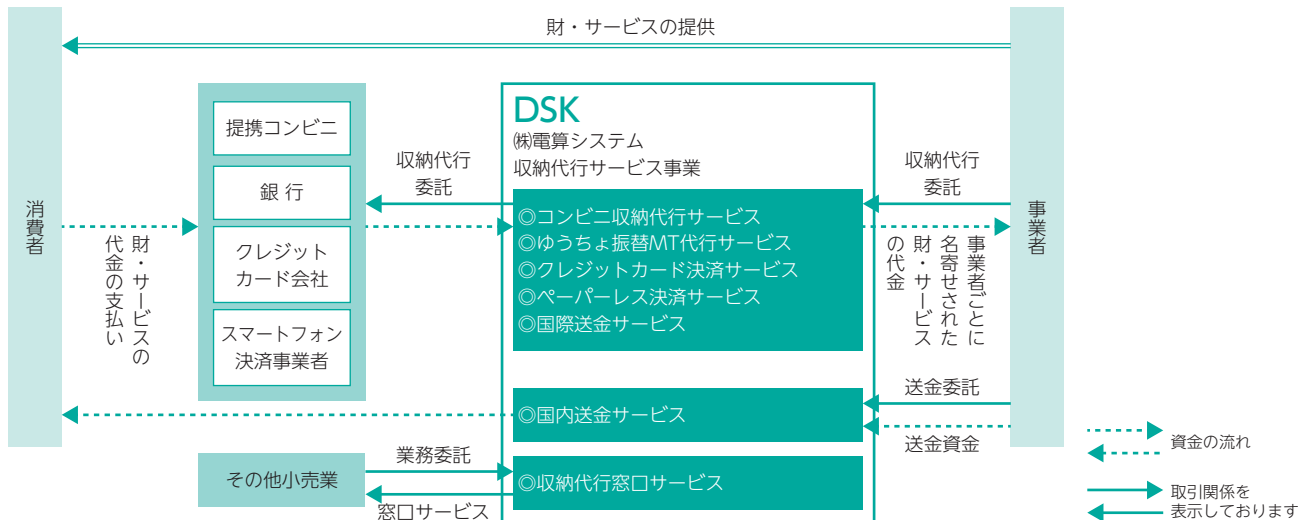 財・サービスの提供
消費者
財・サービスの
代金の支払い
提携コンビニ
銀 行
クレジット
カード会社
スマートフォン
決済事業者
収納代行
委託
DSK
㈱電算システム
収納代行サービス事業
◎コンビニ収納代行サービス
◎ゆうちょ振替MT代行サービス
◎クレジットカード決済サービス
◎ペーパーレス決済サービス
◎国際送金サービス
収納代行
委託
事業者ごとに
名寄せされた
財・サービス
の代金
事業者
◎国内送金サービス
送金委託
送金資金
その他小売業
業務委託
窓口サービス
◎収納代行窓口サービス
資金の流れ
取引関係を
表示しております